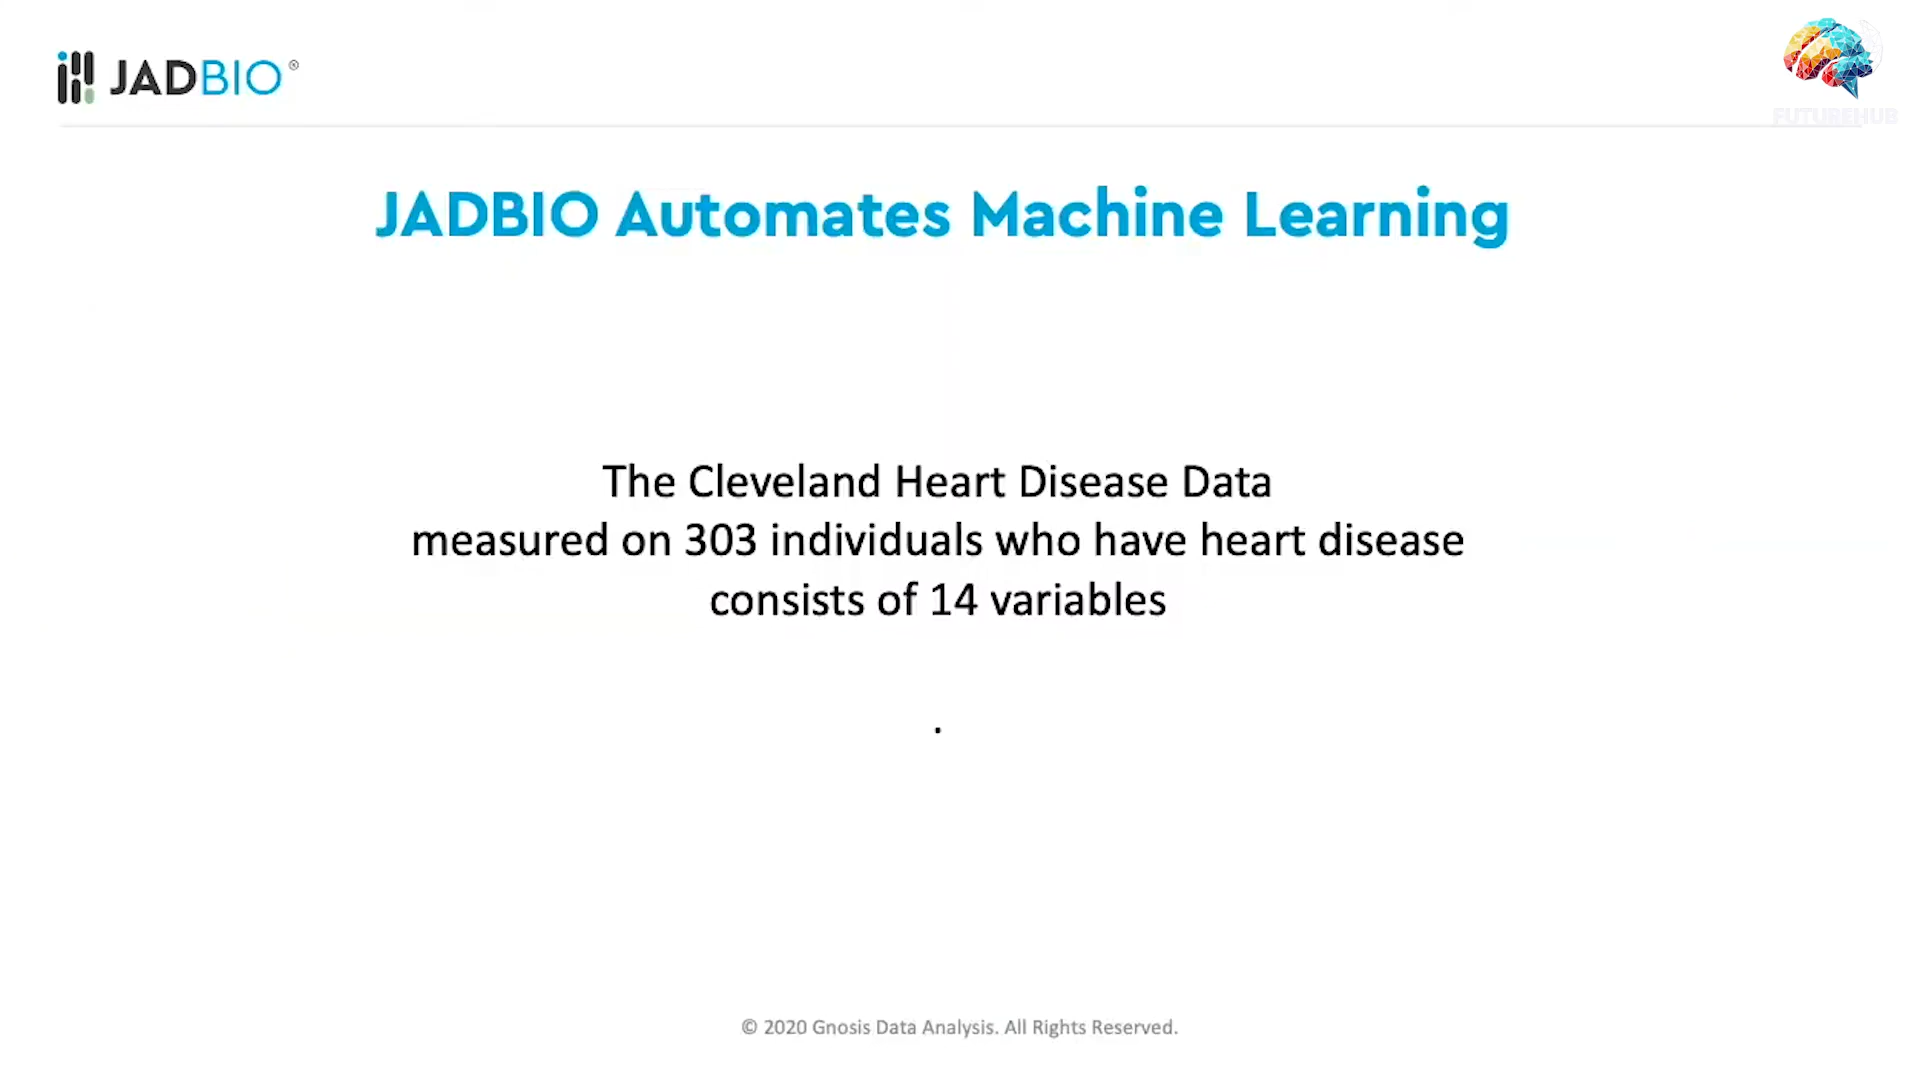 JADBIO®
FUTUREHUB
JADBIO Automates Machine Learning
The Cleveland Heart Disease Data
measured on 303 individuals who have heart disease
consists of 14 variables
.
© 2020 Gnosis Data Analysis. All Rights Reserved.